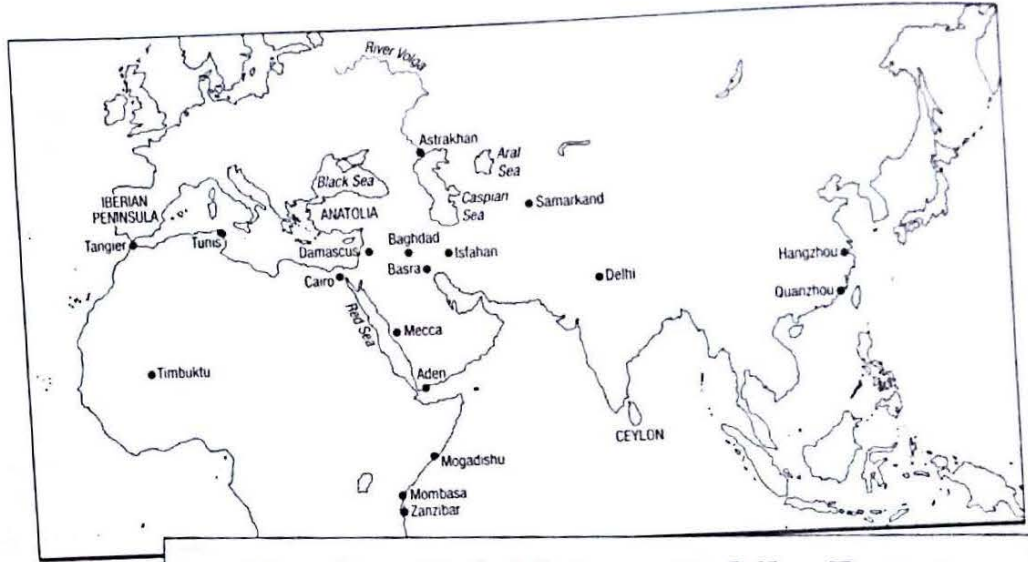 River Volga
Astrakhan
Aral
Sea
Black Sea
Caspian
Sea
Samarkand
IBERIAN
PENINSULA
ANATOLIA
Tangier
Tunis
Damascus
Baghdad
Isfahan
Hangzhou
Basra
Delhi
Cairo
Quanzhou
Red Sea
Mecca
Timbuktu
Aden
CEYLON
Mogadishu
Mombasa
Zanzibar